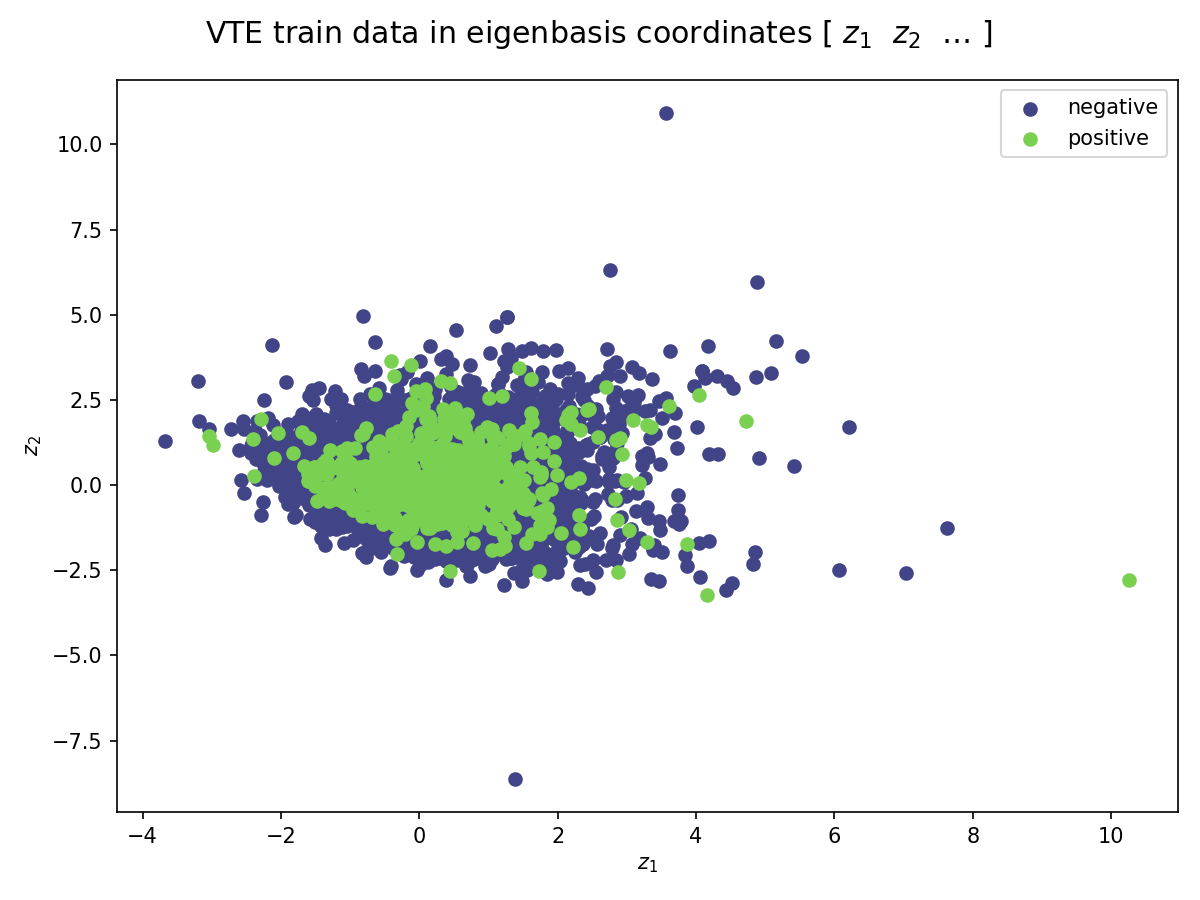 VTE train data in eigenbasis coordinates [ z₁ z₂ ... ]
negative
positive
10.0
7.5
5.0
2.5
0.0
−2.5
−5.0
−7.5
z₂
−4 −2 0 2 4 6 8 10
z₁